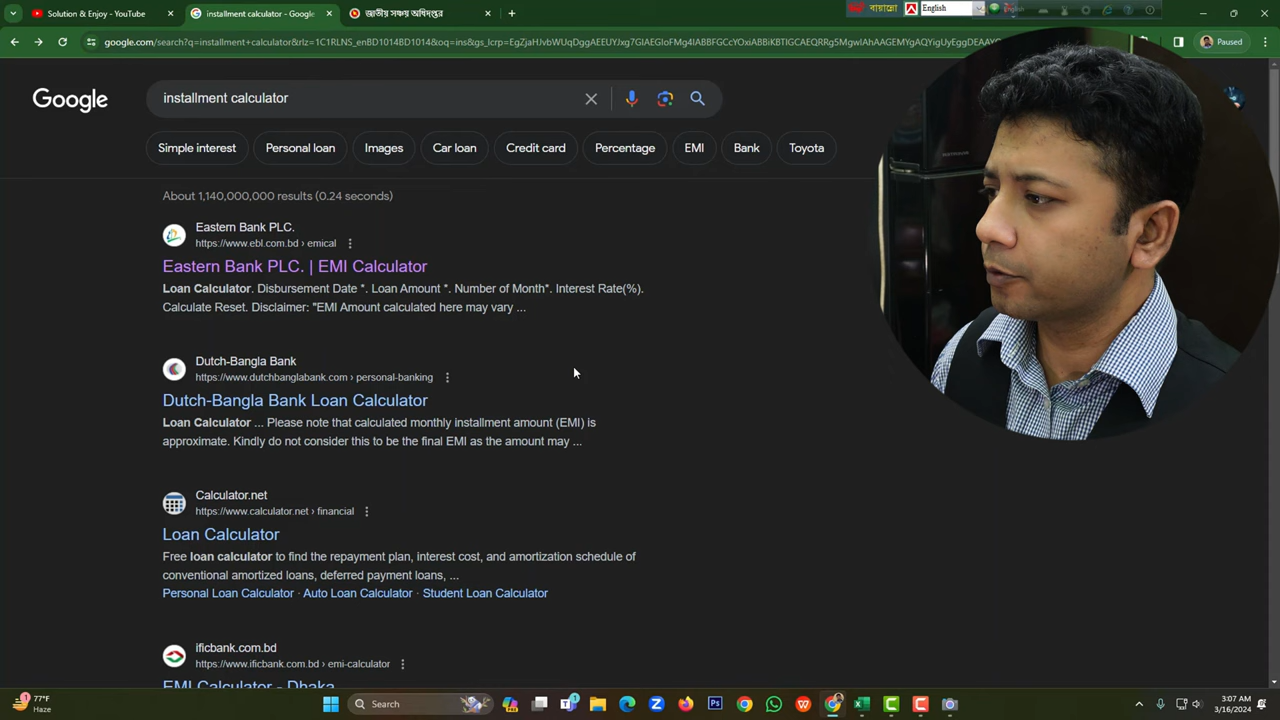 Solution & Enjoy - YouTube
installment calculator - Google
জাতীয় সঞ্চয় অধিদপ্তর
বায়ান্নো
English
English
Paused
Google
installment calculator
Simple interest
Personal loan
Images
Car loan
Credit card
Percentage
EMI
Bank
Toyota
About 1,140,000,000 results (0.24 seconds)
Eastern Bank PLC.
https://www.ebl.com.bd › emical
Eastern Bank PLC. | EMI Calculator
Loan Calculator. Disbursement Date *. Loan Amount *. Number of Month*. Interest Rate(%).
Calculate Reset. Disclaimer: "EMI Amount calculated here may vary ...
Dutch-Bangla Bank
https://www.dutchbanglabank.com › personal-banking
Dutch-Bangla Bank Loan Calculator
Loan Calculator ... Please note that calculated monthly installment amount (EMI) is
approximate. Kindly do not consider this to be the final EMI as the amount may ...
Calculator.net
https://www.calculator.net › financial
Loan Calculator
Free loan calculator to find the repayment plan, interest cost, and amortization schedule of
conventional amortized loans, deferred payment loans, ...
Personal Loan Calculator · Auto Loan Calculator · Student Loan Calculator
ificbank.com.bd
https://www.ificbank.com.bd › emi-calculator
EMI Calculator - Dhaka
77°F
Haze
Search
3:07 AM
3/16/2024